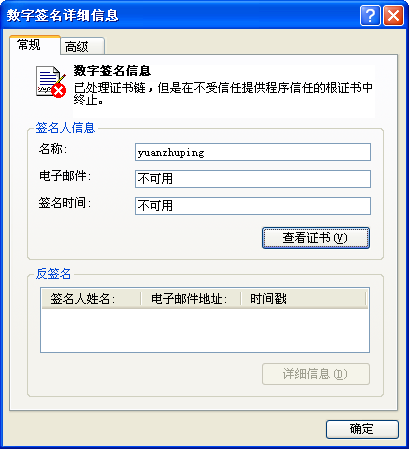 数字签名详细信息
常规
高级
数字签名信息
已处理证书链，但是在不受信任提供程序信任的根证书中
终止。
签名人信息
名称: yuanzhuping
电子邮件: 不可用
签名时间: 不可用
查看证书(V)
反签名
签名人姓名: 电子邮件地址: 时间戳
详细信息(D)
确定